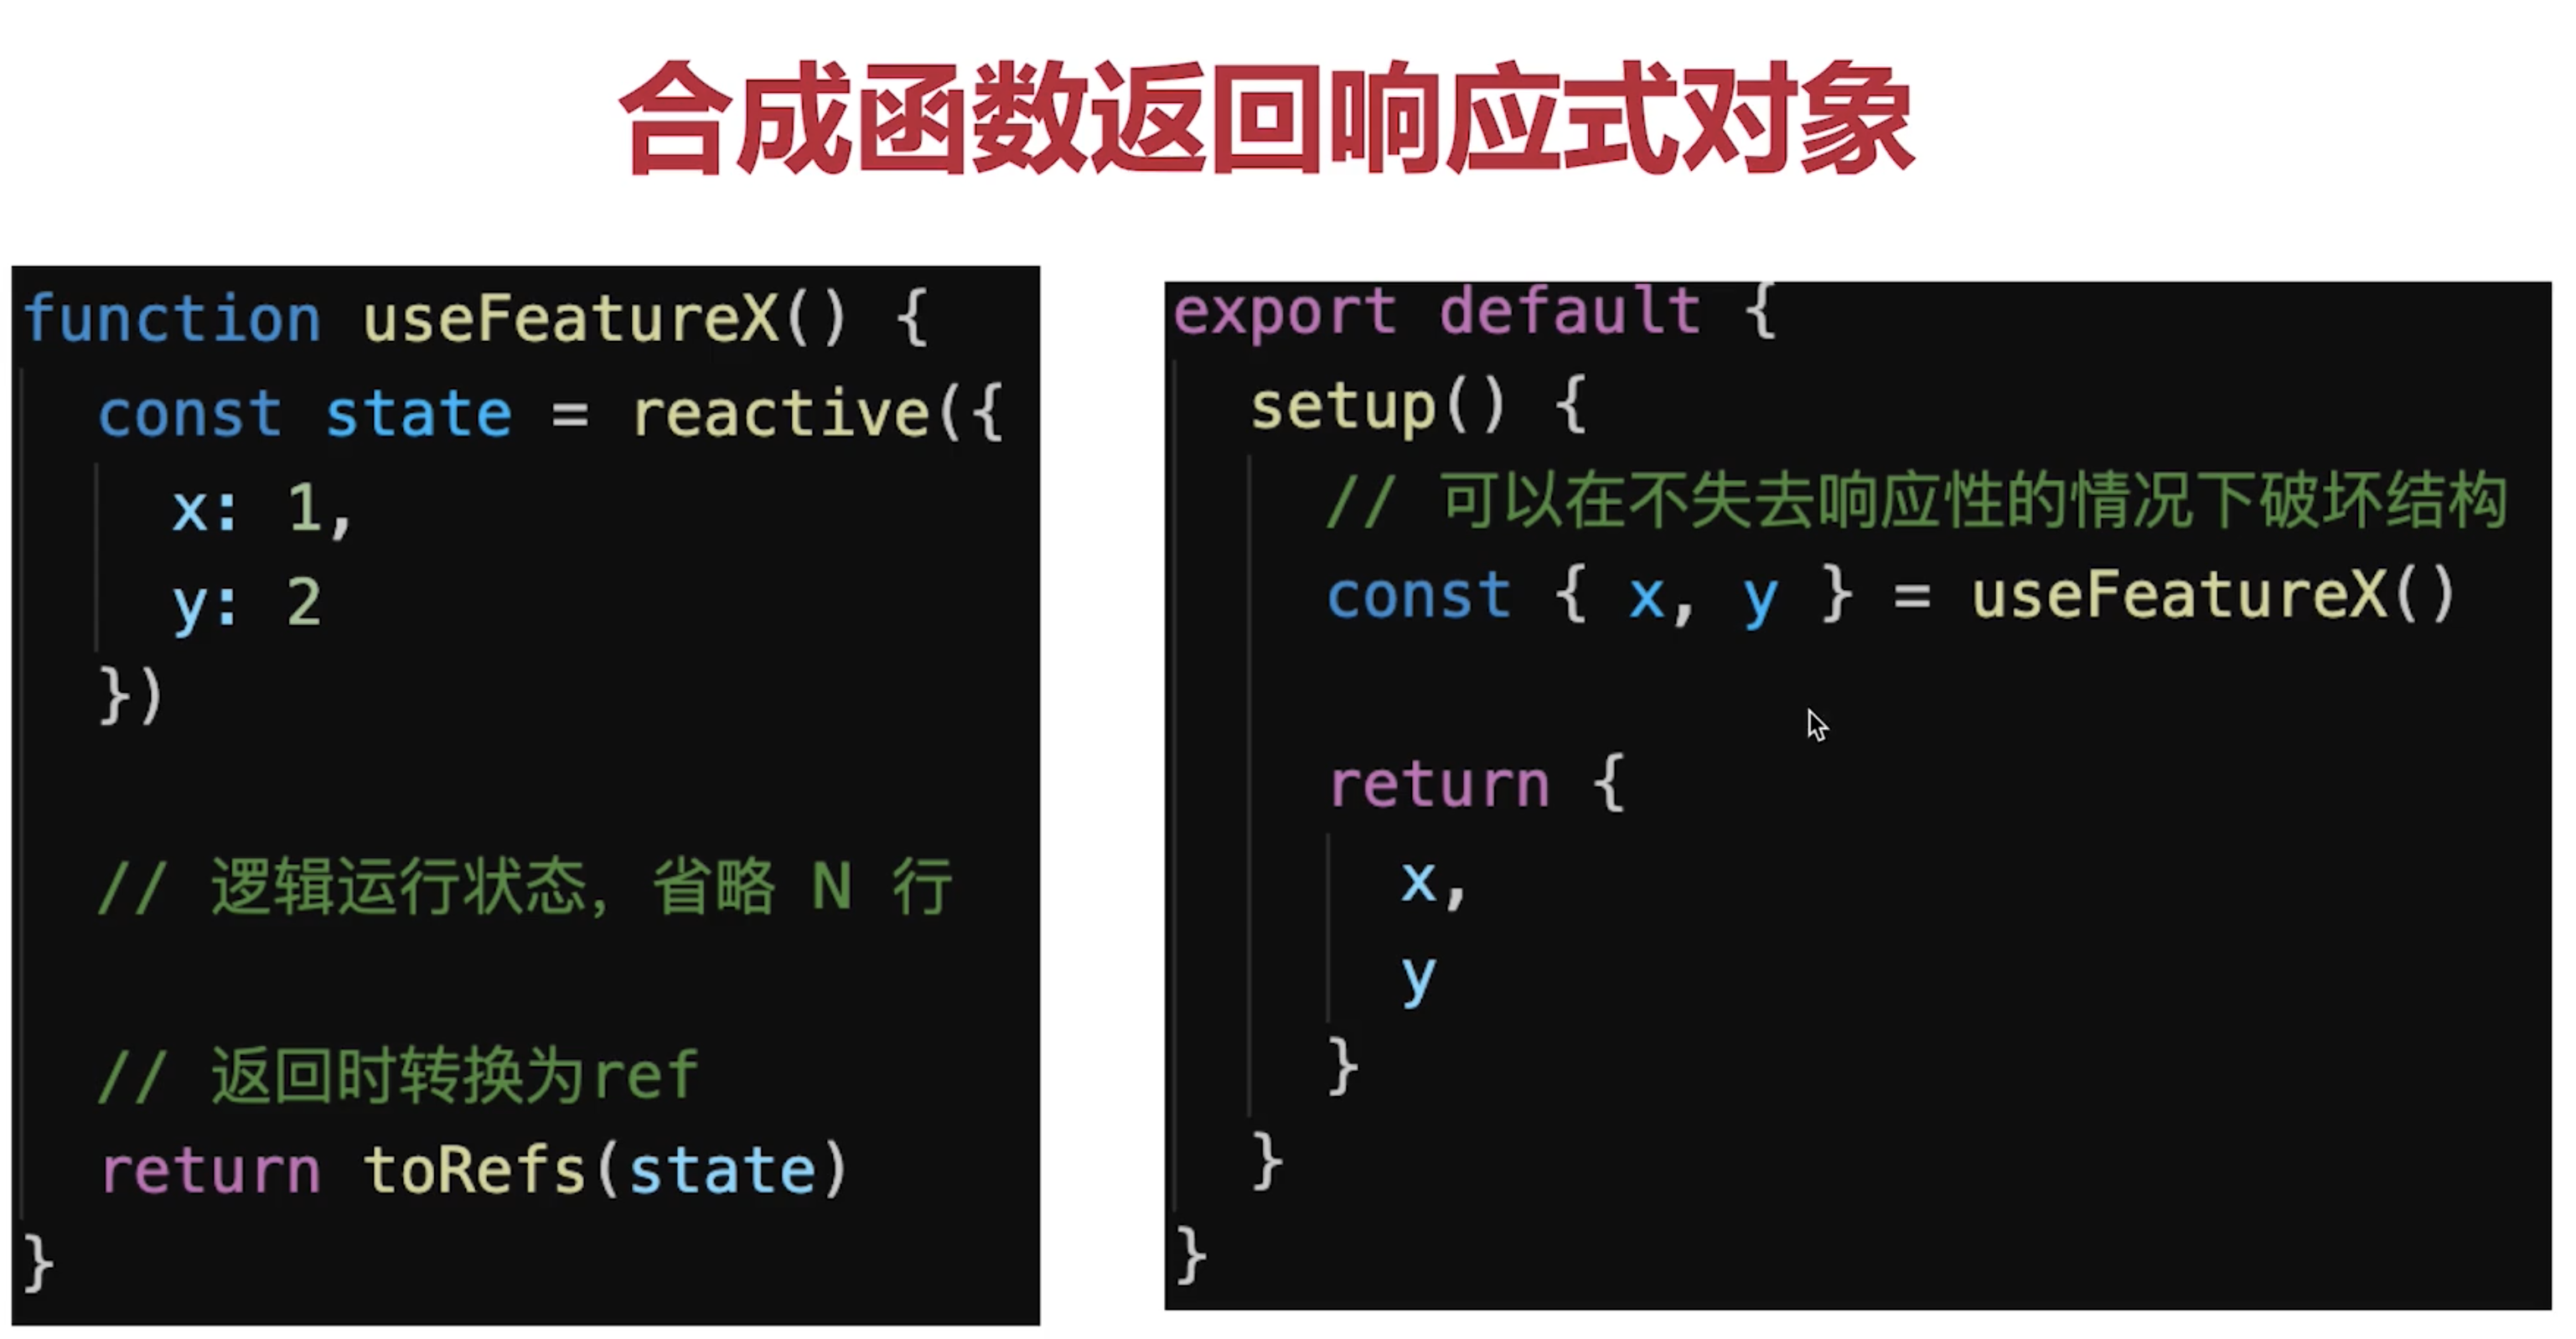 合成函数返回响应式对象
function useFeatureX() {
const state = reactive({
x: 1,
y: 2
})
// 逻辑运行状态，省略 N 行
// 返回时转换为ref
return toRefs(state)
}
export default {
setup() {
// 可以在不失去响应性的情况下破坏结构
const { x, y } = useFeatureX()
return {
x,
y
}
}
}